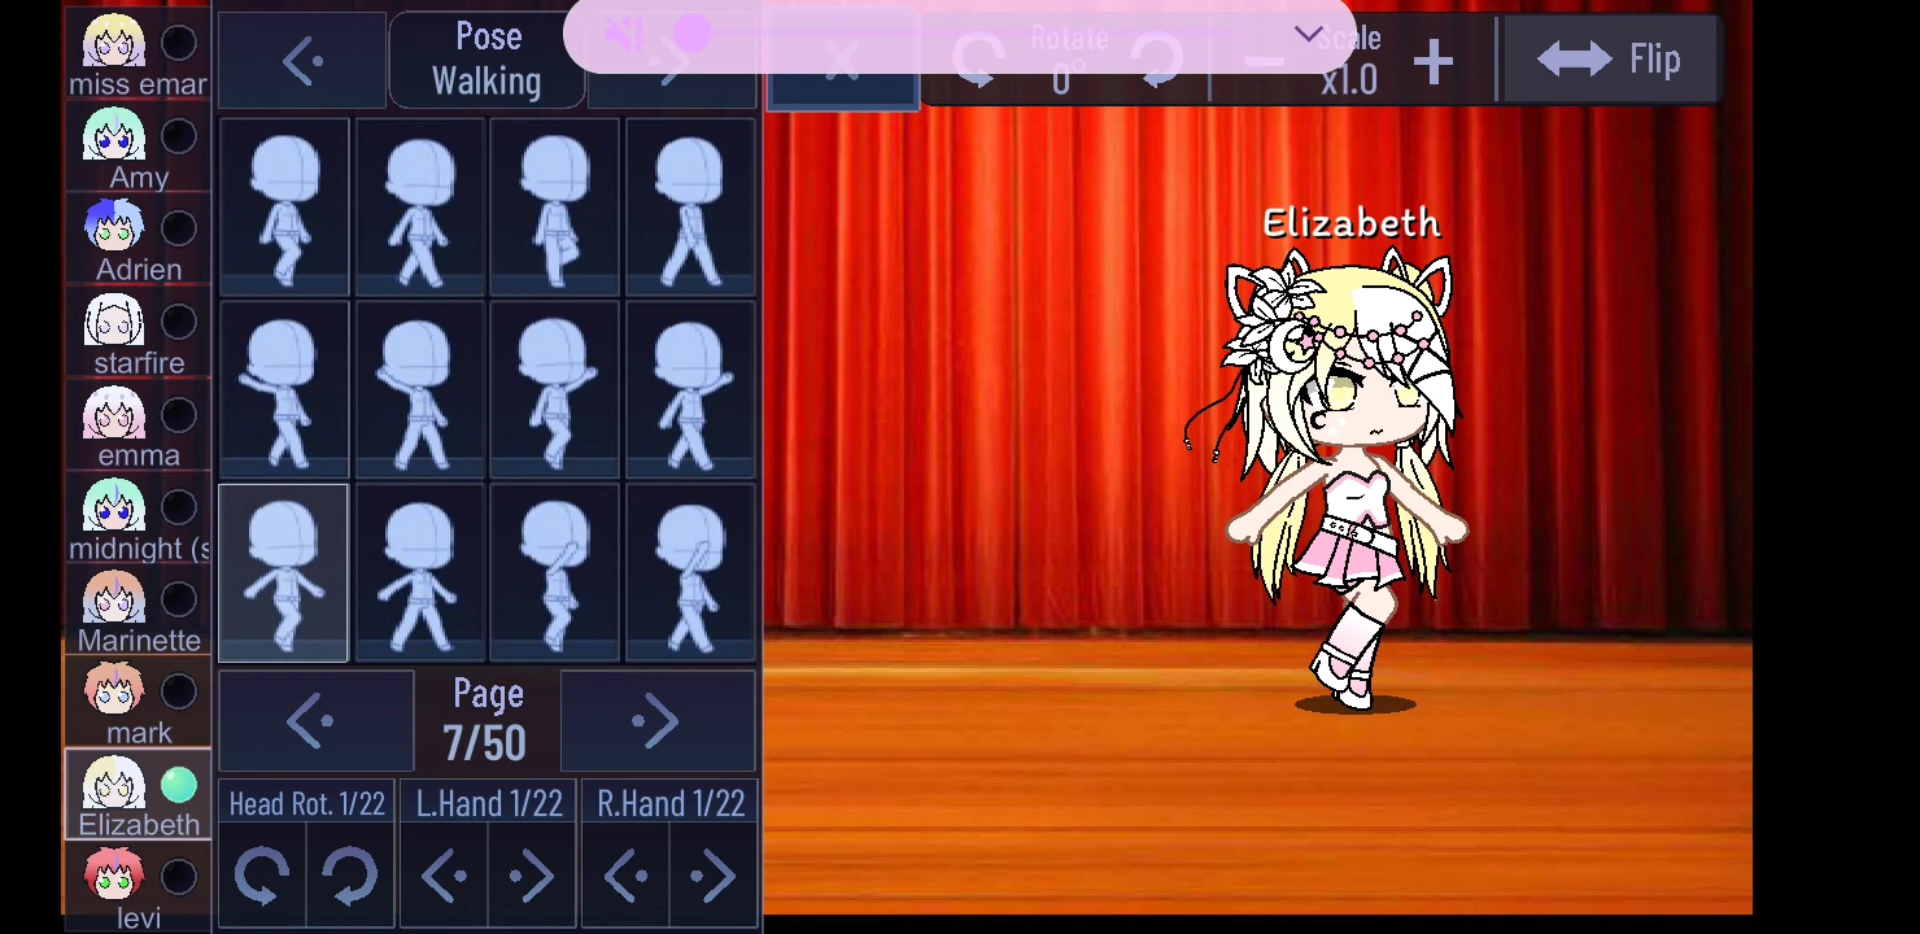 miss emar
Amy
Adrien
starfire
emma
midnight (s
Marinette
mark
Elizabeth
levi
Pose
Walking
Page
7/50
Head Rot. 1/22
L.Hand 1/22
R.Hand 1/22
X
Rotate
0°
Scale
x1.0
Flip
Elizabeth